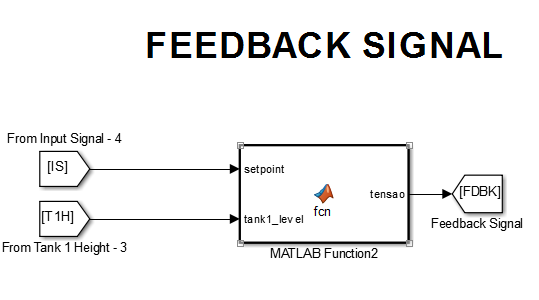 FEEDBACK SIGNAL
From Input Signal - 4
[IS]
setpoint
tensao
[FDBK]
fcn
[T1H]
tank1_level
Feedback Signal
From Tank 1 Height - 3
MATLAB Function2